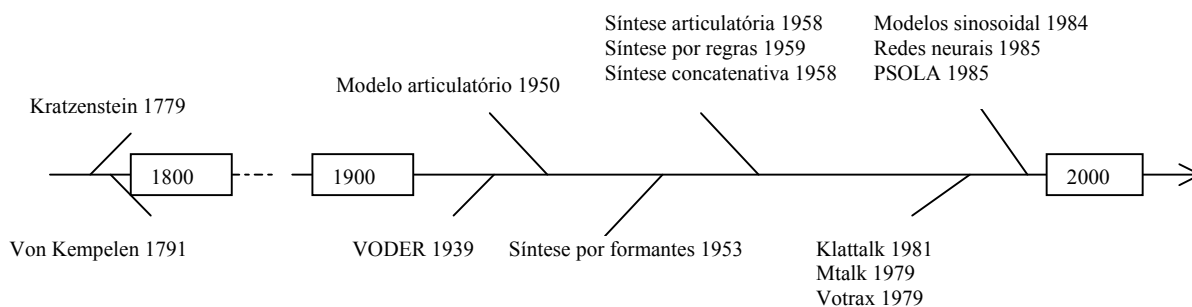 Síntese articulatória 1958
Síntese por regras 1959
Síntese concatenativa 1958
Modelos sinosoidal 1984
Redes neurais 1985
PSOLA 1985
Modelo articulatório 1950
Kratzenstein 1779
1800
1900
2000
Von Kempelen 1791
VODER 1939
Síntese por formantes 1953
Klattalk 1981
Mtalk 1979
Votrax 1979